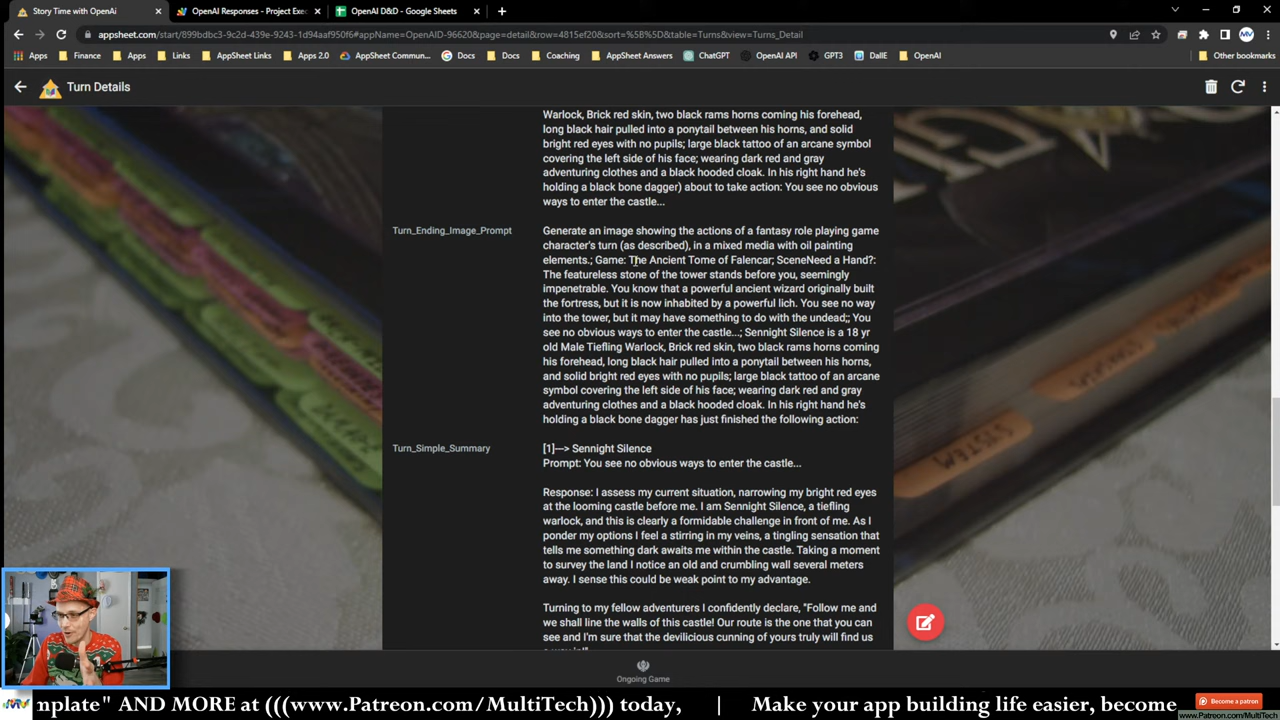 Story Time with OpenAi
OpenAI Responses - Project Exec
OpenAI D&D - Google Sheets
appsheet.com/start/899bdbc3-9c2d-439e-9243-1d94aaf950f6#appName=OpenAID-96620&page=detail&row=4815ef20&sort=%5B%5D&table=Turns&view=Turns_Detail
Apps
Finance
Apps
Links
AppSheet Links
Apps 2.0
AppSheet Commun...
Docs
Docs
Coaching
AppSheet Answers
ChatGPT
OpenAI API
GPT3
DallE
OpenAI
Other bookmarks
Turn Details
Warlock, Brick red skin, two black rams horns coming his forehead,
long black hair pulled into a ponytail between his horns, and solid
bright red eyes with no pupils; large black tattoo of an arcane symbol
covering the left side of his face; wearing dark red and gray
adventuring clothes and a black hooded cloak. In his right hand he's
holding a black bone dagger) about to take action: You see no obvious
ways to enter the castle...
Turn_Ending_Image_Prompt
Generate an image showing the actions of a fantasy role playing game
character's turn (as described), in a mixed media with oil painting
elements.; Game: The Ancient Tome of Falencar; SceneNeed a Hand?:
The featureless stone of the tower stands before you, seemingly
impenetrable. You know that a powerful ancient wizard originally built
the fortress, but it is now inhabited by a powerful lich. You see no way
into the tower, but it may have something to do with the undead;; You
see no obvious ways to enter the castle...; Sennight Silence is a 18 yr
old Male Tiefling Warlock, Brick red skin, two black rams horns coming
his forehead, long black hair pulled into a ponytail between his horns,
and solid bright red eyes with no pupils; large black tattoo of an arcane
symbol covering the left side of his face; wearing dark red and gray
adventuring clothes and a black hooded cloak. In his right hand he's
holding a black bone dagger has just finished the following action:
Turn_Simple_Summary
[1]—> Sennight Silence
Prompt: You see no obvious ways to enter the castle...
Response: I assess my current situation, narrowing my bright red eyes
at the looming castle before me. I am Sennight Silence, a tiefling
warlock, and this is clearly a formidable challenge in front of me. As I
ponder my options I feel a stirring in my veins, a tingling sensation that
tells me something dark awaits me within the castle. Taking a moment
to survey the land I notice an old and crumbling wall several meters
away. I sense this could be weak point to my advantage.
Turning to my fellow adventurers I confidently declare, "Follow me and
we shall line the walls of this castle! Our route is the one that you can
see and I'm sure that the devilicious cunning of yours truly will find us
Ongoing Game
mplate" AND MORE at (((www.Patreon.com/MultiTech) today, | Make your app building life easier, become
Become a patron
www.Patreon.com/MultiTech